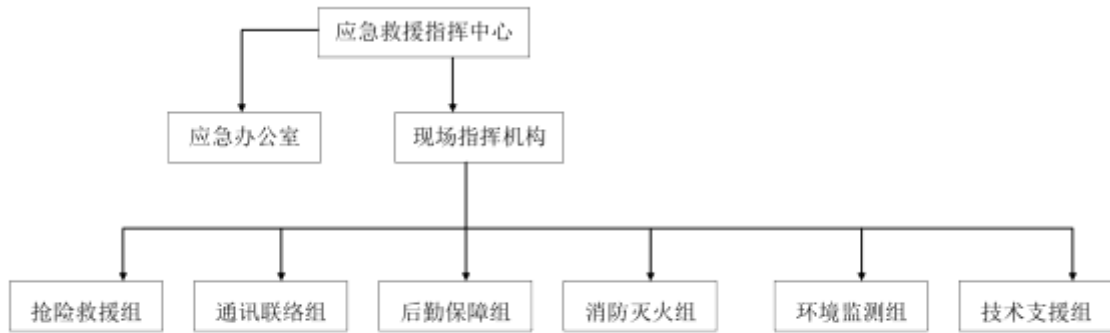 应急救援指挥中心
应急办公室
现场指挥机构
抢险救援组
通讯联络组
后勤保障组
消防灭火组
环境监测组
技术支援组